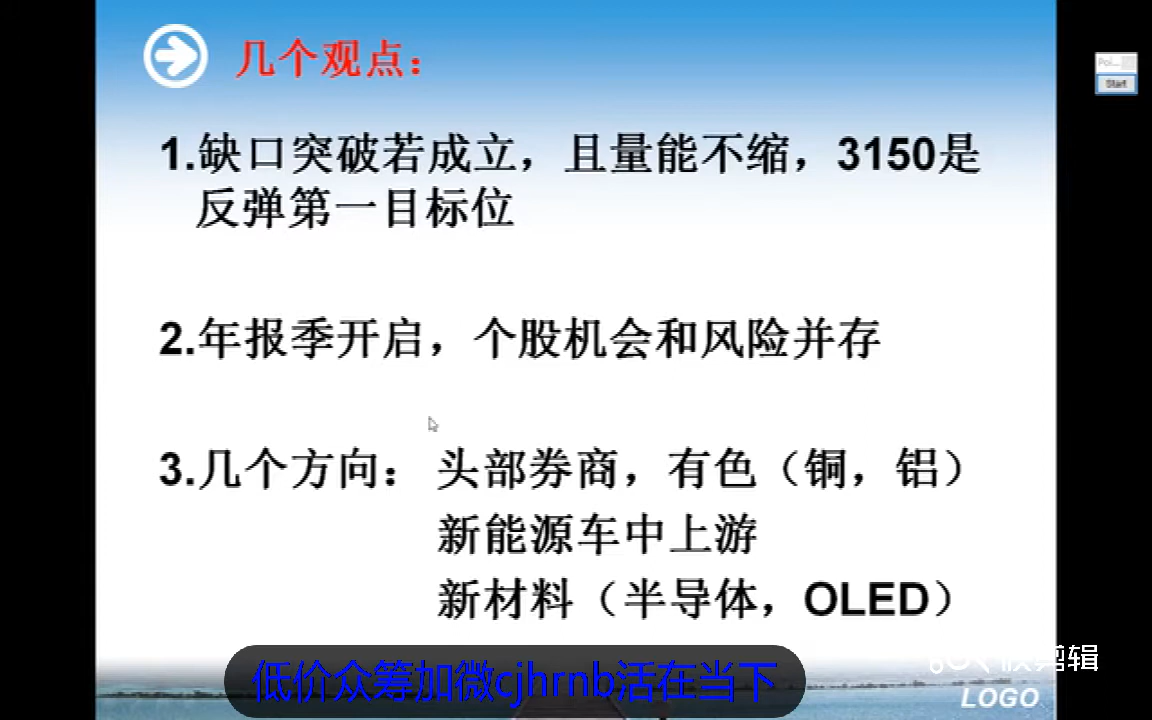 几个观点：
1.缺口突破若成立，且量能不缩，3150是
反弹第一目标位
2.年报季开启，个股机会和风险并存
3.几个方向： 头部券商，有色（铜，铝）
新能源车中上游
新材料（半导体，OLED）
低价众筹加微cjhrnb活在当下
剪辑
LOGO
Start